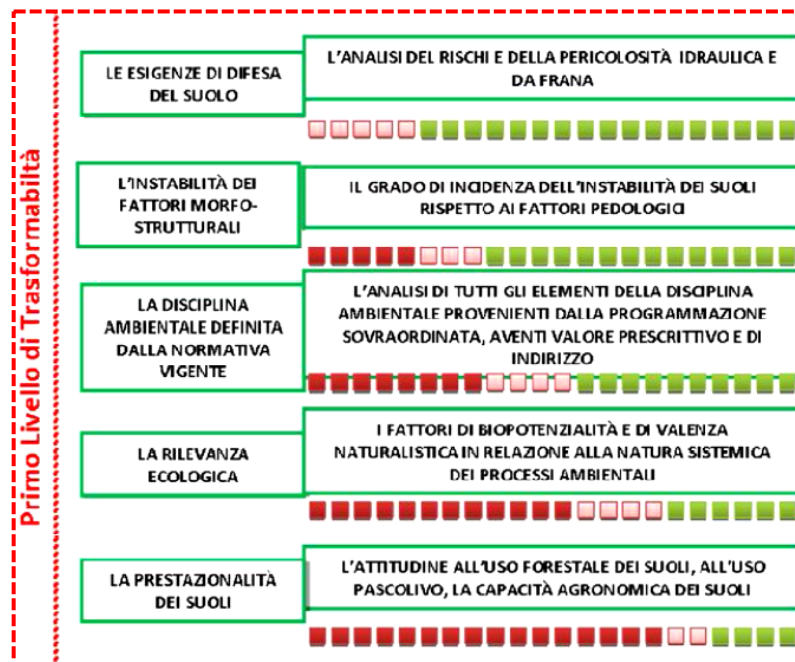 Primo Livello di Trasformabiltà
LE ESIGENZE DI DIFESA
DEL SUOLO
L'ANALISI DEL RISCHI E DELLA PERICOLOSITÀ IDRAULICA E
DA FRANA
L'INSTABILITÀ DEI
FATTORI MORFO-
STRUTTURALI
IL GRADO DI INCIDENZA DELL'INSTABILITÀ DEI SUOLI
RISPETTO AI FATTORI PEDOLOGICI
LA DISCIPLINA
AMBIENTALE DEFINITA
DALLA NORMATIVA
VIGENTE
L'ANALISI DI TUTTI GLI ELEMENTI DELLA DISCIPLINA
AMBIENTALE PROVENIENTI DALLA PROGRAMMAZIONE
SOVRAORDINATA, AVENTI VALORE PRESCRITTIVO E DI
INDIRIZZO
LA RILEVANZA
ECOLOGICA
I FATTORI DI BIOPOTENZIALITÀ E DI VALENZA
NATURALISTICA IN RELAZIONE ALLA NATURA SISTEMICA
DEI PROCESSI AMBIENTALI
LA PRESTAZIONALITÀ
DEI SUOLI
L'ATTITUDINE ALL'USO FORESTALE DEI SUOLI, ALL'USO
PASCOLIVO, LA CAPACITÀ AGRONOMICA DEI SUOLI